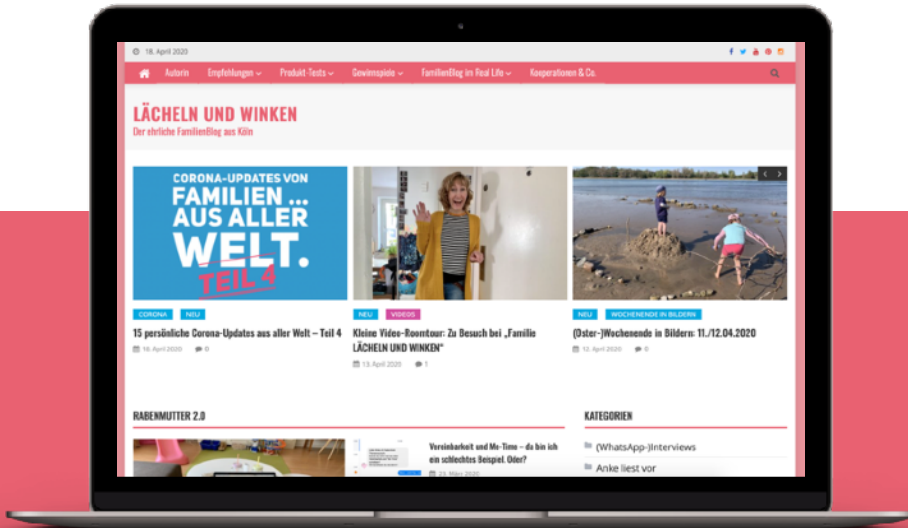 18. April 2020
Autorin Empfehlungen Produkt-Tests Gewinnspiele FamilienBlog im Real Life Kooperationen & Co.
LÄCHELN UND WINKEN
Der ehrliche FamilienBlog aus Köln
CORONA-UPDATES VON
FAMILIEN ...
AUS ALLER
WELT.
TEIL 4
CORONA NEU
15 persönliche Corona-Updates aus aller Welt – Teil 4
16. April 2020 0
NEU VIDEOS
Kleine Video-Roomtour: Zu Besuch bei „Familie
LÄCHELN UND WINKEN“
13. April 2020 1
NEU WOCHENENDE IN BILDERN
(Oster-)Wochenende in Bildern: 11./12.04.2020
12. April 2020 0
RABENMUTTER 2.0
Vereinbarkeit und Me-Time – da bin ich
ein schlechtes Beispiel. Oder?
23. März 2020
KATEGORIEN
(WhatsApp-)Interviews
Anke liest vor